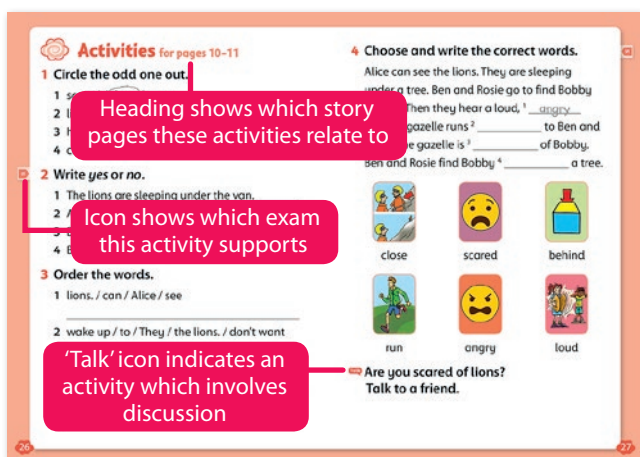 Activities for pages 10–11
1 Circle the odd one out.
1
2
3
4
Heading shows which story
pages these activities relate to
2 Write yes or no.
1 The lions are sleeping under the van.
2
3
4
Icon shows which exam
this activity supports
3 Order the words.
1 lions. / can / Alice / see
2 wake up / to / They / the lions. / don't want
'Talk' icon indicates an
activity which involves
discussion
26
4 Choose and write the correct words.
Alice can see the lions. They are sleeping
under a tree. Ben and Rosie go to find Bobby
Then they hear a loud, 1 angry
gazelle runs 2 ________ to Ben and
gazelle is 3 ________ of Bobby.
Ben and Rosie find Bobby 4 ________ a tree.
close scared behind
run angry loud
Are you scared of lions?
Talk to a friend.
27